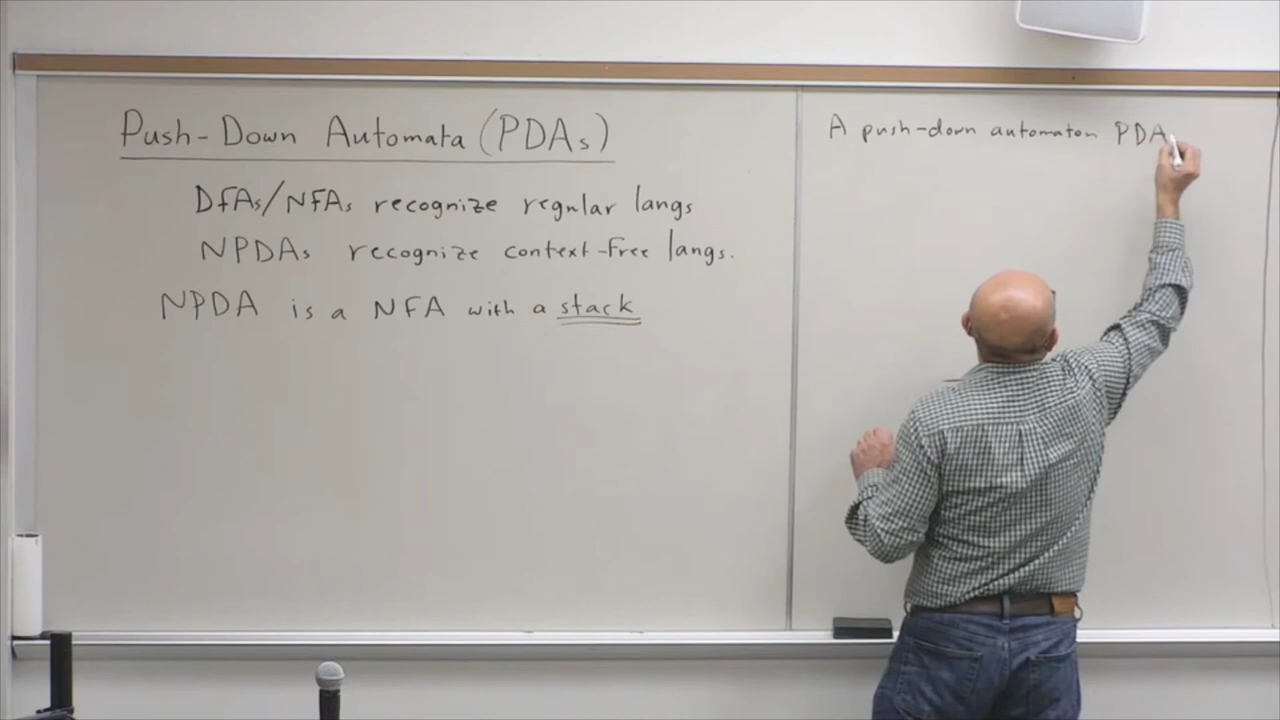 Push-Down Automata (PDAs)
DFAs/NFAs recognize regular langs
NPDAs recognize context-free langs.
NPDA is a NFA with a stack
A push-down automaton PDA